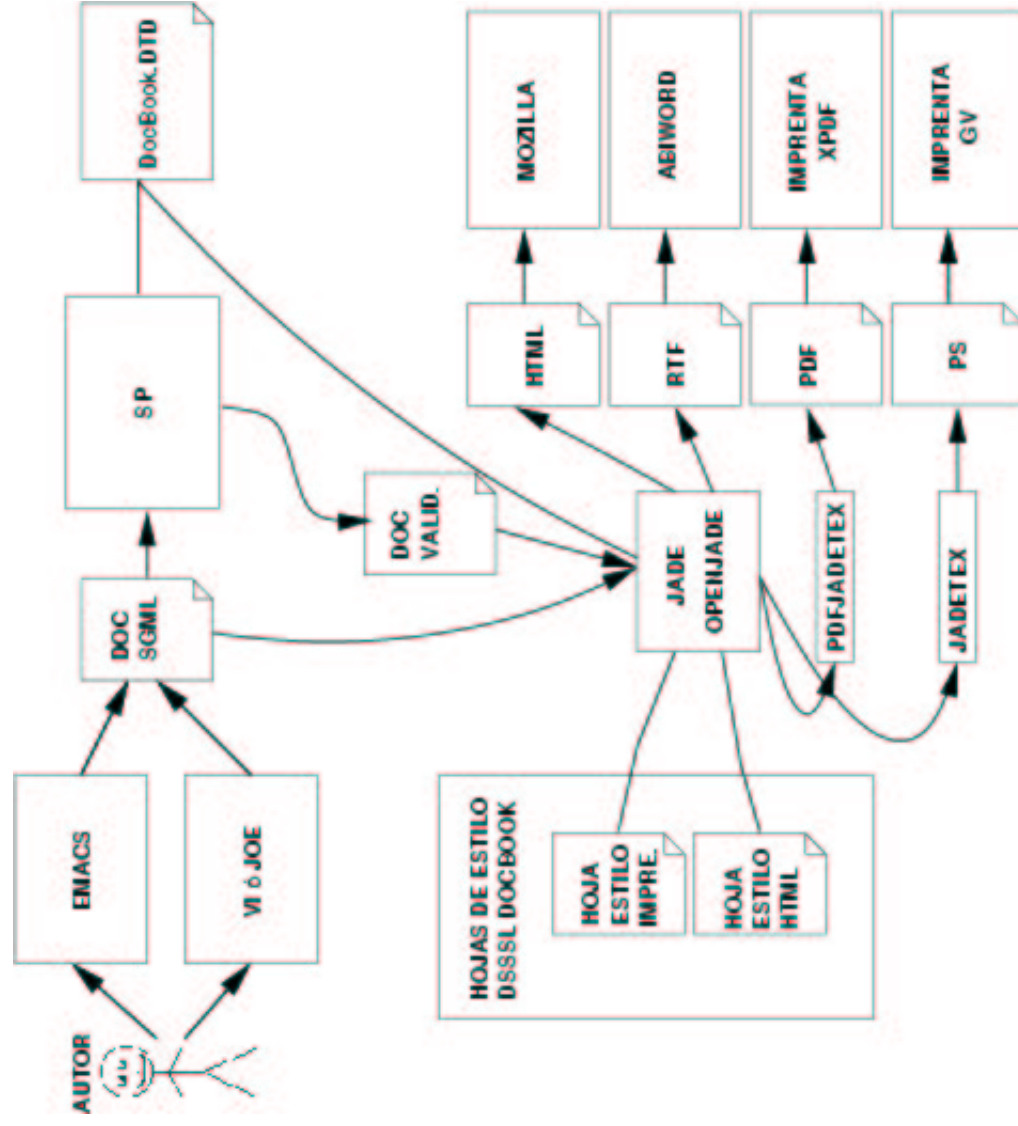 AUTOR
EMACS
VI ó JOE
DOC
SGML
SP
DocBook.DTD
DOC
VALID.
HOJAS DE ESTILO
DSSSL DOCBOOK
HOJA
ESTILO
IMPRE.
HOJA
ESTILO
HTML
JADE
OPENJADE
PDFJADETEX
JADETEX
HTML
RTF
PDF
PS
MOZILLA
ABIWORD
IMPRENTA
XPDF
IMPRENTA
GV